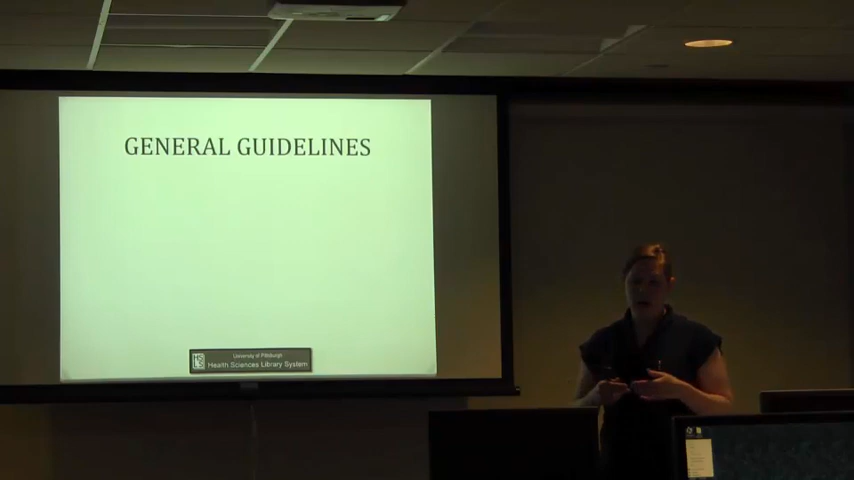 GENERAL GUIDELINES
University of Pittsburgh
Health Sciences Library System